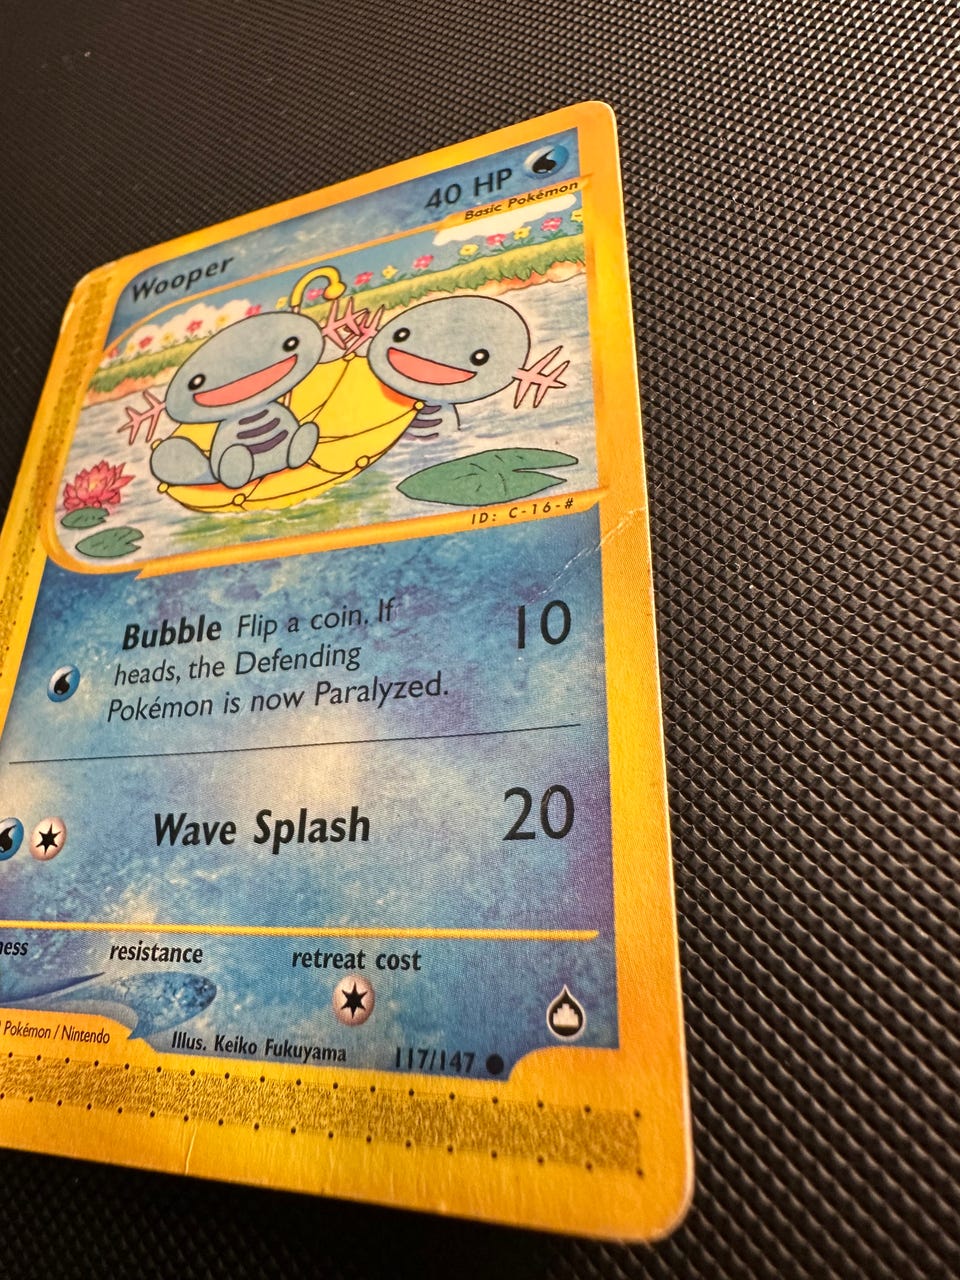 40 HP
Basic Pokémon
Wooper
ID: C-16-#
Bubble Flip a coin. If
heads, the Defending
Pokémon is now Paralyzed.
10
Wave Splash
20
ness resistance retreat cost
Pokémon / Nintendo
Illus. Keiko Fukuyama
117/147